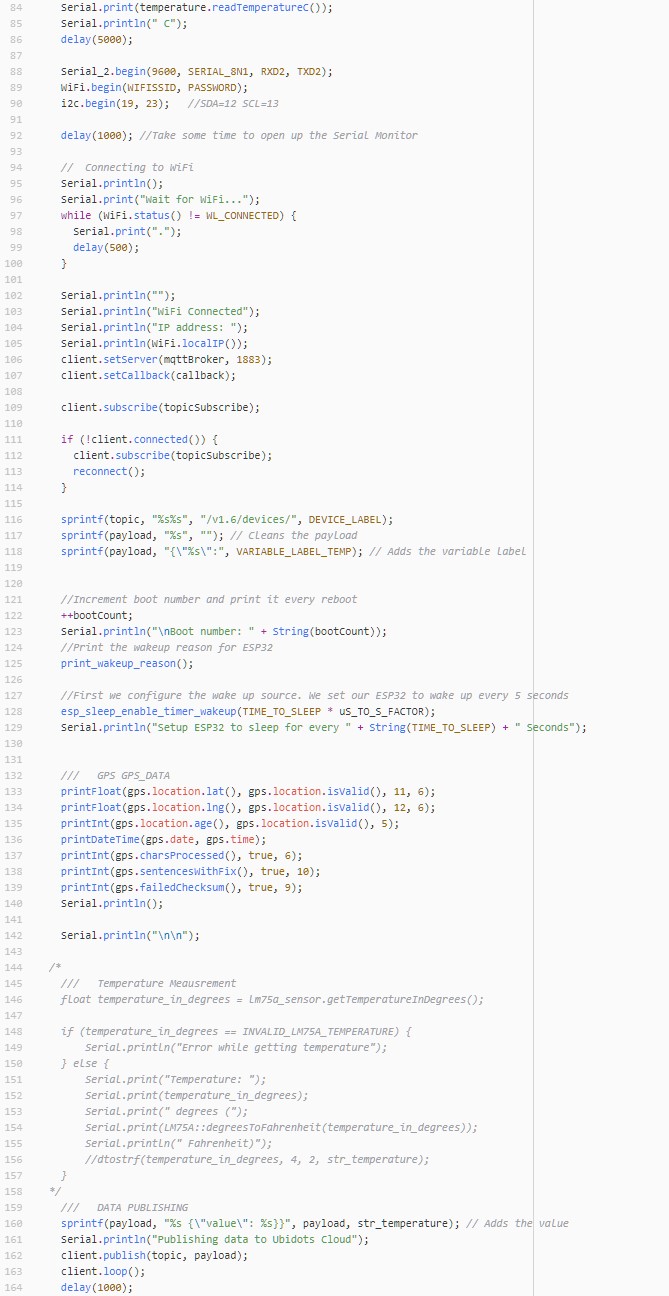 84 Serial.print(temperature.readTemperatureC());
85 Serial.println(" C");
86 delay(5000);
87
88 Serial_2.begin(9600, SERIAL_8N1, RXD2, TXD2);
89 WiFi.begin(WIFISSID, PASSWORD);
90 i2c.begin(19, 23);   //SDA=12 SCL=13
91
92 delay(1000); //Take some time to open up the Serial Monitor
93
94 //  Connecting to WiFi
95 Serial.println();
96 Serial.print("Wait for WiFi...");
97 while (WiFi.status() != WL_CONNECTED) {
98 Serial.print(".");
99 delay(500);
100 }
101
102 Serial.println("");
103 Serial.println("WiFi Connected");
104 Serial.println("IP address: ");
105 Serial.println(WiFi.localIP());
106 client.setServer(mqttBroker, 1883);
107 client.setCallback(callback);
108
109 client.subscribe(topicSubscribe);
110
111 if (!client.connected()) {
112 client.subscribe(topicSubscribe);
113 reconnect();
114 }
115
116 sprintf(topic, "%s%s", "/v1.6/devices/", DEVICE_LABEL);
117 sprintf(payload, "%s", ""); // Cleans the payload
118 sprintf(payload, "{\"%s\":", VARIABLE_LABEL_TEMP); // Adds the variable label
119
120
121 //Increment boot number and print it every reboot
122 ++bootCount;
123 Serial.println("\nBoot number: " + String(bootCount));
124 //Print the wakeup reason for ESP32
125 print_wakeup_reason();
126
127 //First we configure the wake up source. We set our ESP32 to wake up every 5 seconds
128 esp_sleep_enable_timer_wakeup(TIME_TO_SLEEP * uS_TO_S_FACTOR);
129 Serial.println("Setup ESP32 to sleep for every " + String(TIME_TO_SLEEP) + " Seconds");
130
131
132 ///   GPS GPS_DATA
133 printFloat(gps.location.lat(), gps.location.isValid(), 11, 6);
134 printFloat(gps.location.lng(), gps.location.isValid(), 12, 6);
135 printInt(gps.location.age(), gps.location.isValid(), 5);
136 printDateTime(gps.date, gps.time);
137 printInt(gps.charsProcessed(), true, 6);
138 printInt(gps.sentencesWithFix(), true, 10);
139 printInt(gps.failedChecksum(), true, 9);
140 Serial.println();
141
142 Serial.println("\n\n");
143
144 /*
145 ///   Temperature Meausrement
146 float temperature_in_degrees = lm75a_sensor.getTemperatureInDegrees();
147
148 if (temperature_in_degrees == INVALID_LM75A_TEMPERATURE) {
149 Serial.println("Error while getting temperature");
150 } else {
151 Serial.print("Temperature: ");
152 Serial.print(temperature_in_degrees);
153 Serial.print(" degrees (");
154 Serial.print(LM75A::degreesToFahrenheit(temperature_in_degrees));
155 Serial.println(" Fahrenheit)");
156 //dtostrf(temperature_in_degrees, 4, 2, str_temperature);
157 }
158 */
159 ///   DATA PUBLISHING
160 sprintf(payload, "%s {\"value\": %s}}", payload, str_temperature); // Adds the value
161 Serial.println("Publishing data to Ubidots Cloud");
162 client.publish(topic, payload);
163 client.loop();
164 delay(1000);